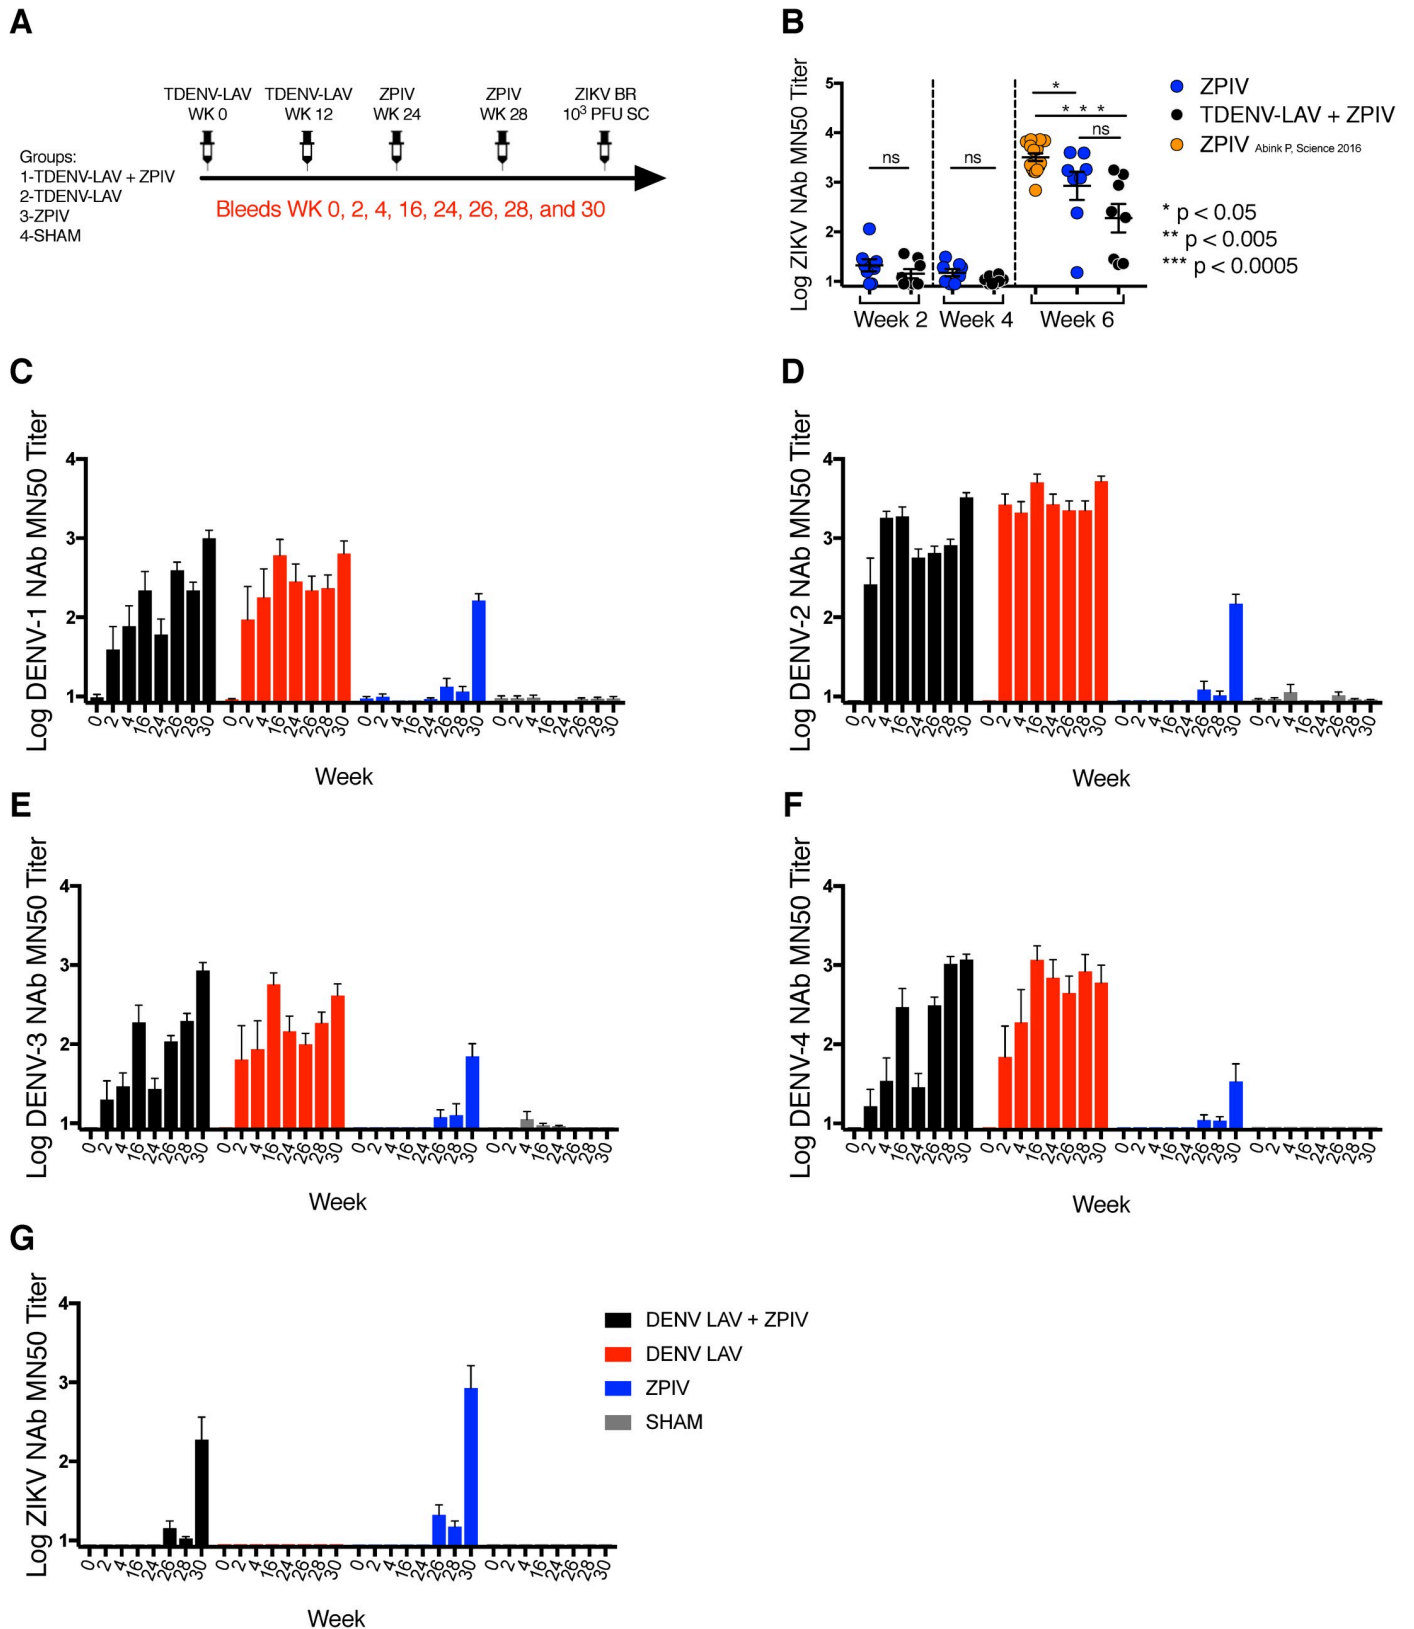 A
TDENV-LAV
WK 0
TDENV-LAV
WK 12
ZPIV
WK 24
ZPIV
WK 28
ZIKV BR
10³ PFU SC
Groups:
1-TDENV-LAV + ZPIV
2-TDENV-LAV
3-ZPIV
4-SHAM
Bleeds WK 0, 2, 4, 16, 24, 26, 28, and 30
B
Log ZIKV NAb MN50 Titer
5
4
3
2
1
ns
ns
*
* * *
ns
Week 2
Week 4
Week 6
ZPIV
TDENV-LAV + ZPIV
ZPIV Abink P, Science 2016
* p < 0.05
** p < 0.005
*** p < 0.0005
C
Log DENV-1 NAb MN50 Titer
4
3
2
1
0 2 4 16 24 26 28 30 0 2 4 16 24 26 28 30 0 2 4 16 24 26 28 30 0 2 4 16 24 26 28 30
Week
D
Log DENV-2 NAb MN50 Titer
4
3
2
1
0 2 4 16 24 26 28 30 0 2 4 16 24 26 28 30 0 2 4 16 24 26 28 30 0 2 4 16 24 26 28 30
Week
E
Log DENV-3 NAb MN50 Titer
4
3
2
1
0 2 4 16 24 26 28 30 0 2 4 16 24 26 28 30 0 2 4 16 24 26 28 30 0 2 4 16 24 26 28 30
Week
F
Log DENV-4 NAb MN50 Titer
4
3
2
1
0 2 4 16 24 26 28 30 0 2 4 16 24 26 28 30 0 2 4 16 24 26 28 30 0 2 4 16 24 26 28 30
Week
G
Log ZIKV NAb MN50 Titer
4
3
2
1
0 2 4 16 24 26 28 30 0 2 4 16 24 26 28 30 0 2 4 16 24 26 28 30 0 2 4 16 24 26 28 30
Week
DENV LAV + ZPIV
DENV LAV
ZPIV
SHAM